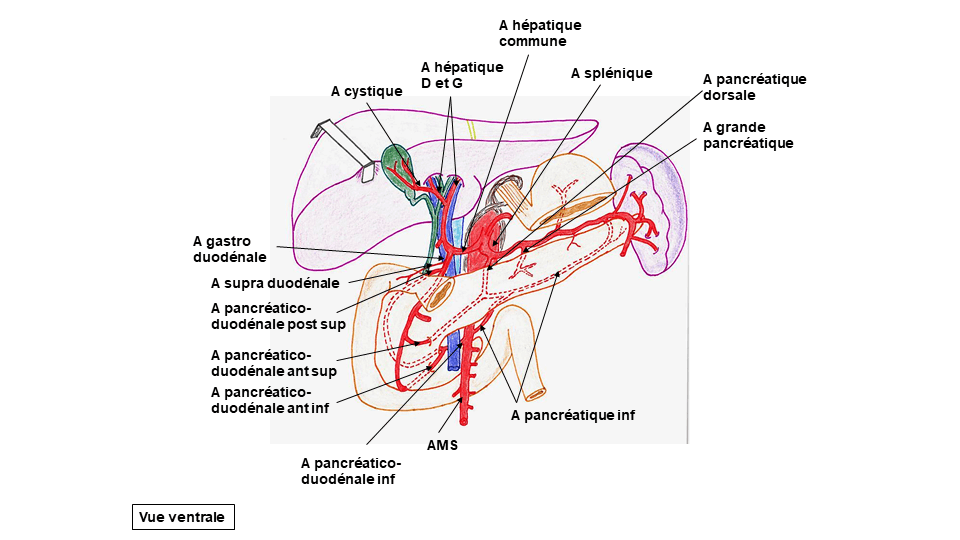 A hépatique
commune
A hépatique
D et G
A splénique
A pancréatique
dorsale
A cystique
A grande
pancréatique
A gastro
duodénale
A supra duodénale
A pancréatico-
duodénale post sup
A pancréatico-
duodénale ant sup
A pancréatico-
duodénale ant inf
A pancréatique inf
AMS
A pancréatico-
duodénale inf
Vue ventrale